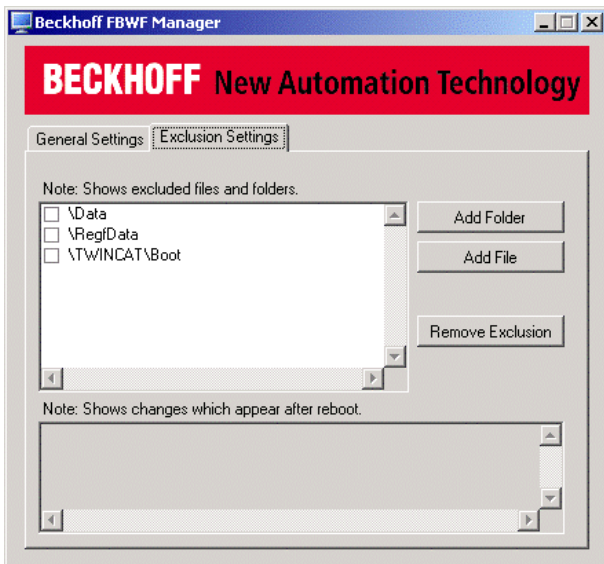 Beckhoff FBWF Manager
BECKHOFF New Automation Technology
General Settings Exclusion Settings
Note: Shows excluded files and folders.
\Data
\RegfData
\TWINCAT\Boot
Add Folder
Add File
Remove Exclusion
Note: Shows changes which appear after reboot.